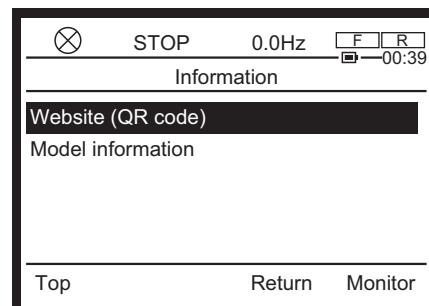 STOP 0.0Hz F R
00:39
Information
Website (QR code)
Model information
Top Return Monitor